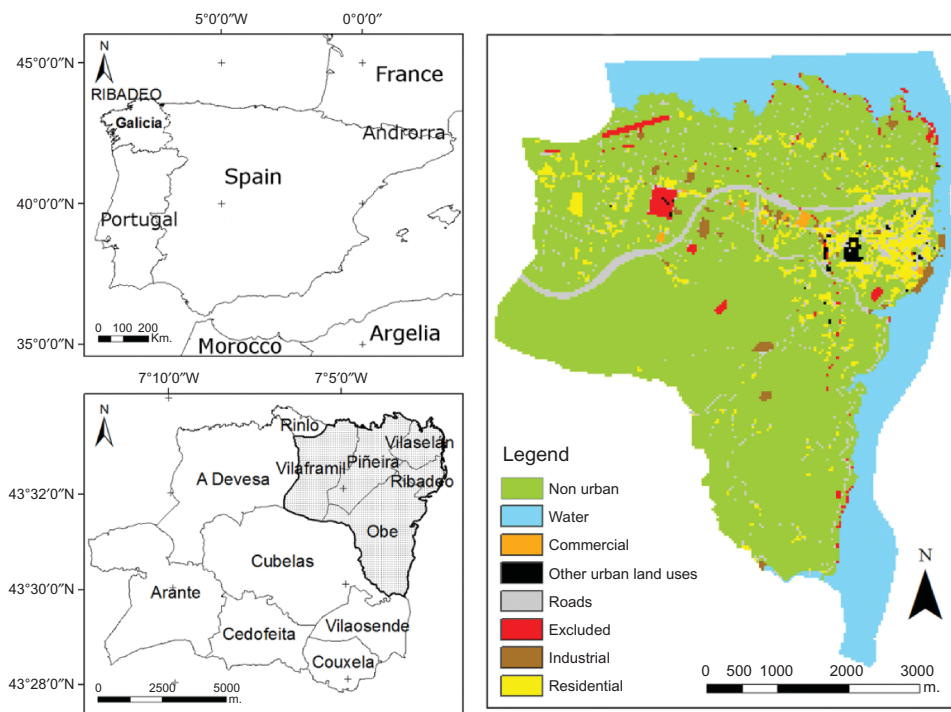 5°0'0"W 0°0'0"
N
45°0'0"N
France
RIBADEO
Galicia
Androrra
Spain
40°0'0"N
Portugal
0 100 200
Km.
Argelia
35°0'0"N
Morocco
7°10'0"W 7°5'0"W
N
Rinlo
Vilaselán
A Devesa
Vilaframil
Piñeira
43°32'0"N
Ribadeo
Obe
Cubelas
43°30'0"N
Arante
Cedofeita
Vilaosende
Couxela
43°28'0"N
0 2500 5000
m.
Legend
Non urban
Water
Commercial
Other urban land uses
Roads
Excluded
Industrial
Residential
N
0 500 1000 2000 3000
m.